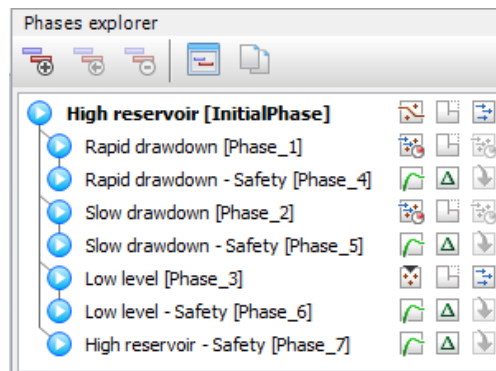 Phases explorer
High reservoir [InitialPhase]
Rapid drawdown [Phase_1]
Rapid drawdown - Safety [Phase_4]
Slow drawdown [Phase_2]
Slow drawdown - Safety [Phase_5]
Low level [Phase_3]
Low level - Safety [Phase_6]
High reservoir - Safety [Phase_7]